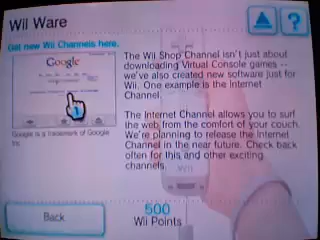 Wii Ware
?
Get new Wii Channels here.
Google
1
Google is a trademark of Google
Inc.
The Wii Shop Channel isn't just about
downloading Virtual Console games --
we've also created new software just for
Wii. One example is the Internet
Channel.
The Internet Channel allows you to surf
the web from the comfort of your couch.
We're planning to release the Internet
Channel in the near future. Check back
often for this and other exciting
channels.
Wii
Back
500
Wii Points